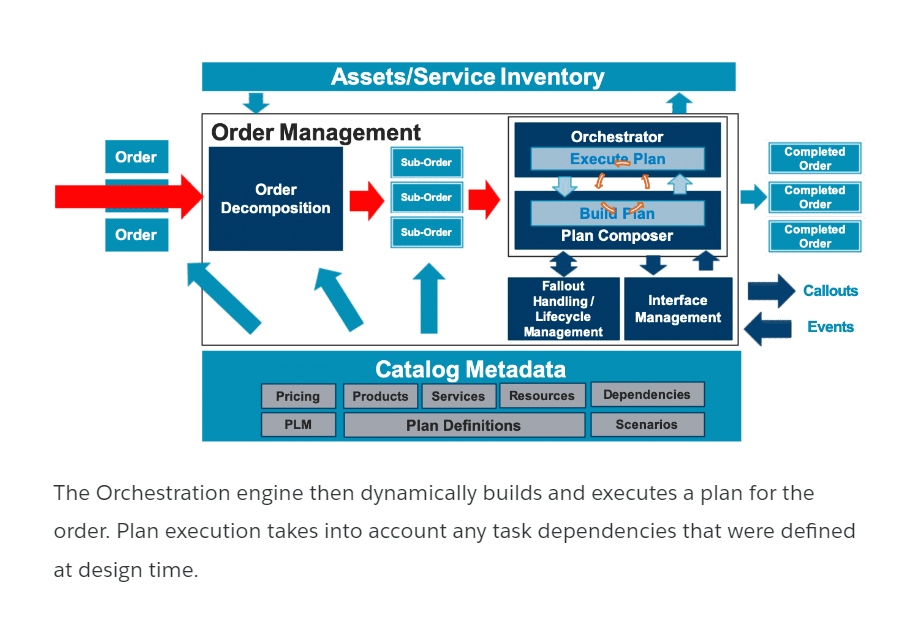 Assets/Service Inventory
Order Management
Order
Order
Order
Decomposition
Sub-Order
Sub-Order
Sub-Order
Orchestrator
Execute Plan
Build Plan
Plan Composer
Completed
Order
Completed
Order
Completed
Order
Fallout
Handling /
Lifecycle
Management
Interface
Management
Callouts
Events
Catalog Metadata
Pricing
Products
Services
Resources
Dependencies
PLM
Plan Definitions
Scenarios
The Orchestration engine then dynamically builds and executes a plan for the
order. Plan execution takes into account any task dependencies that were defined
at design time.